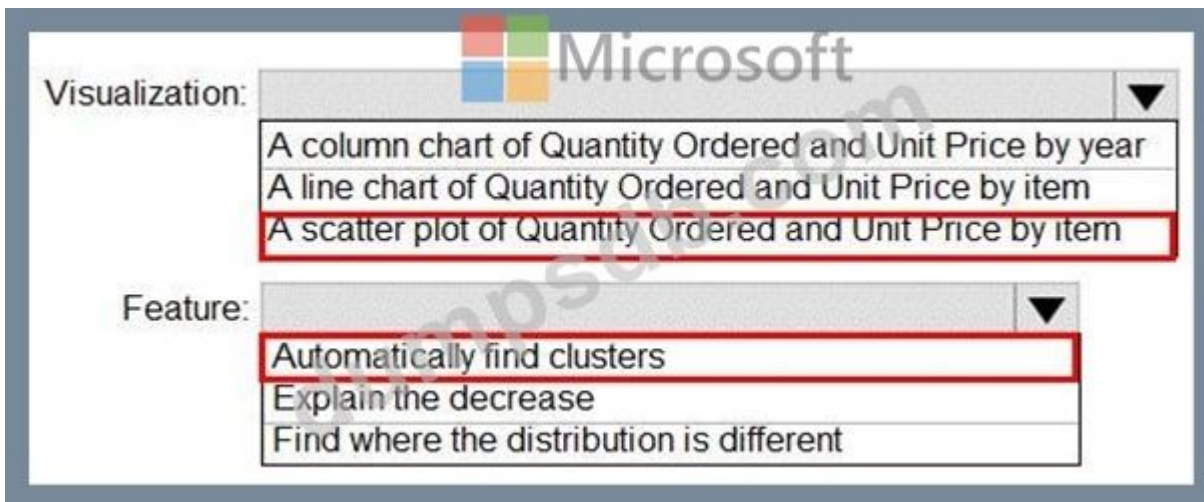 Microsoft
Visualization:
A column chart of Quantity Ordered and Unit Price by year
A line chart of Quantity Ordered and Unit Price by item
A scatter plot of Quantity Ordered and Unit Price by item
Feature:
Automatically find clusters
Explain the decrease
Find where the distribution is different
dumpsdb.com